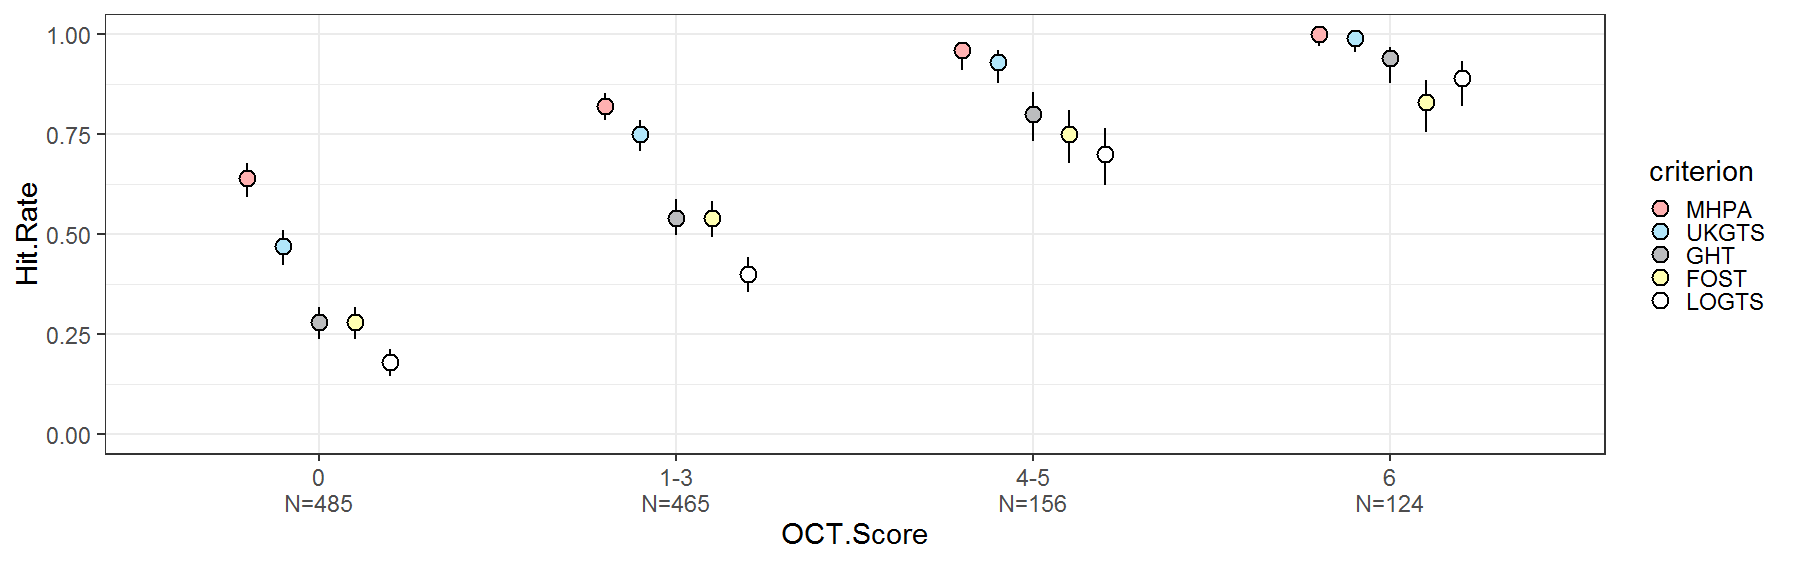 Hit.Rate
1.00
0.75
0.50
0.25
0.00
0
N=485
1-3
N=465
4-5
N=156
6
N=124
OCT.Score
criterion
MHPA
UKGTS
GHT
FOST
LOGTS